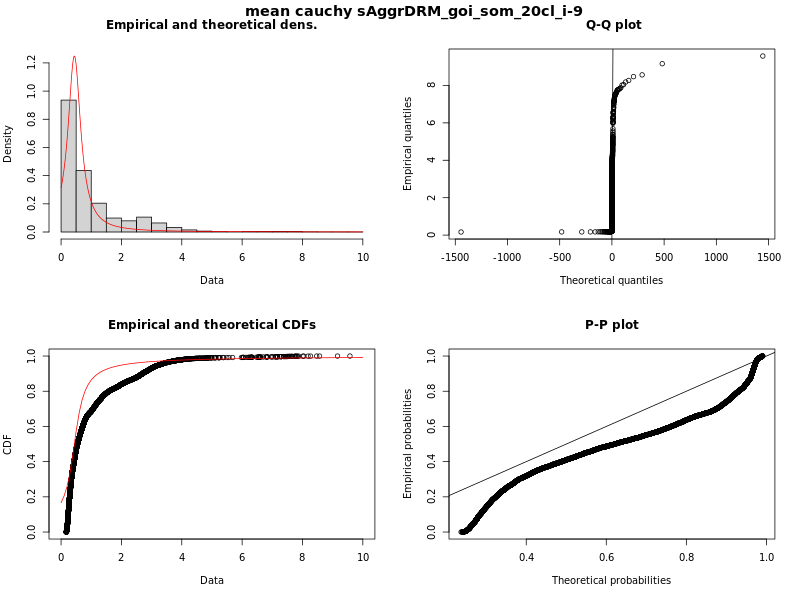 mean cauchy sAggrDRM_goi_som_20cl_i-9
Empirical and theoretical dens.
Density
0.0 0.2 0.4 0.6 0.8 1.0 1.2
0 2 4 6 8 10
Data
Q-Q plot
Empirical quantiles
0 2 4 6 8
-1500 -1000 -500 0 500 1000 1500
Theoretical quantiles
Empirical and theoretical CDFs
CDF
0.0 0.2 0.4 0.6 0.8 1.0
0 2 4 6 8 10
Data
P-P plot
Empirical probabilities
0.0 0.2 0.4 0.6 0.8 1.0
0.4 0.6 0.8 1.0
Theoretical probabilities